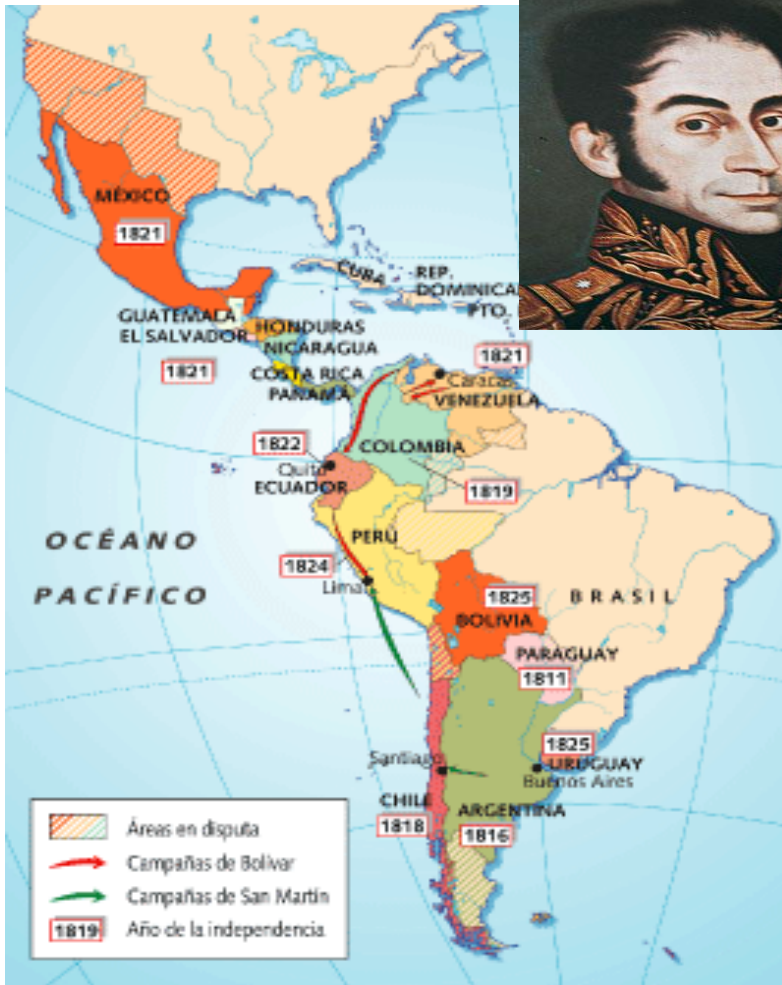 MÉXICO
1821
CUBA
REP.
DOMINICA
PTO.
GUATEMALA
EL SALVADOR
HONDURAS
NICARAGUA
1821
COSTA RICA
PANAMÁ
1821
Caracas
VENEZUELA
1822
COLOMBIA
Quito
ECUADOR
1819
OCÉANO
PACÍFICO
PERÚ
1824
Lima
1825
BOLIVIA
BRASIL
PARAGUAY
1811
1825
Santiago
URUGUAY
Buenos Aires
CHILE
ARGENTINA
1818
1816
Áreas en disputa
Campañas de Bolívar
Campañas de San Martín
1819 Año de la independencia